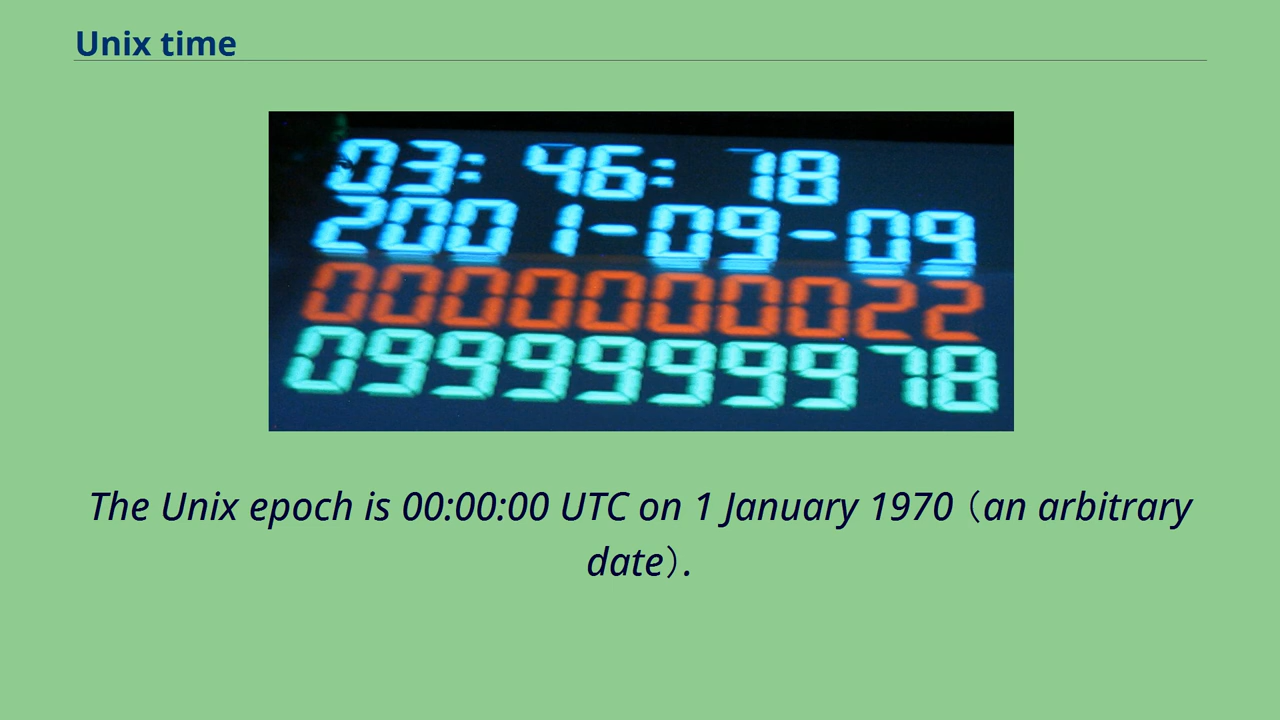 Unix time
03: 46: 18
2001-09-09
0000000022
0999999978
The Unix epoch is 00:00:00 UTC on 1 January 1970 (an arbitrary
date).